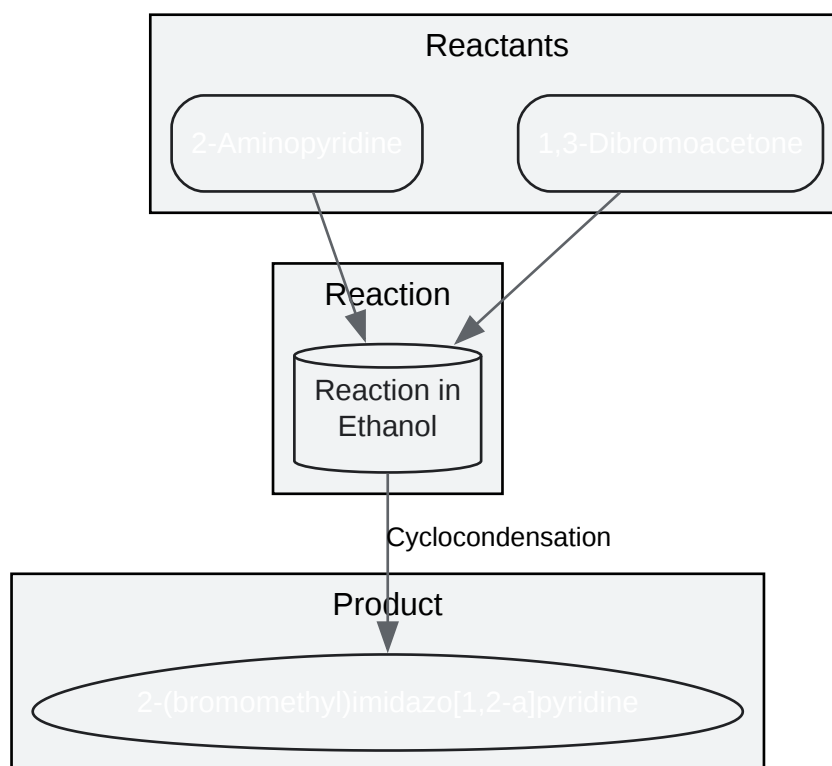 Reactants
2-Aminopyridine
1,3-Dibromoacetone
Reaction
Reaction in
Ethanol
Cyclocondensation
Product
2-(bromomethyl)imidazo[1,2-a]pyridine